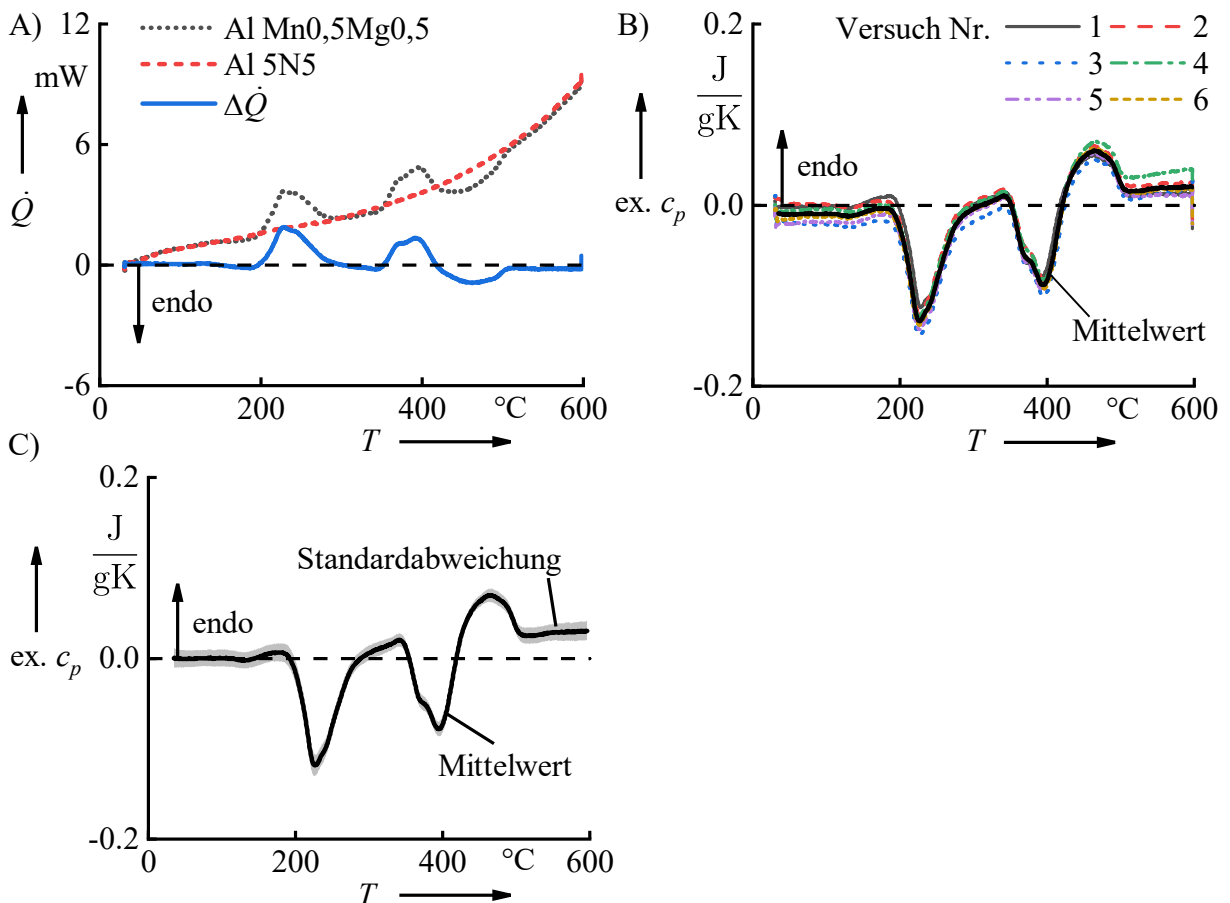 A)
12
mW
6
0
-6
Q̇
Al Mn0,5Mg0,5
Al 5N5
ΔQ̇
endo
0
200
400
°C
600
T
B)
Versuch Nr.
1
2
3
4
5
6
J
gK
ex. cp
0.0
-0.2
endo
Mittelwert
0
200
400
°C
600
T
C)
0.2
J
gK
ex. cp
0.0
-0.2
endo
Standardabweichung
Mittelwert
0
200
400
°C
600
T